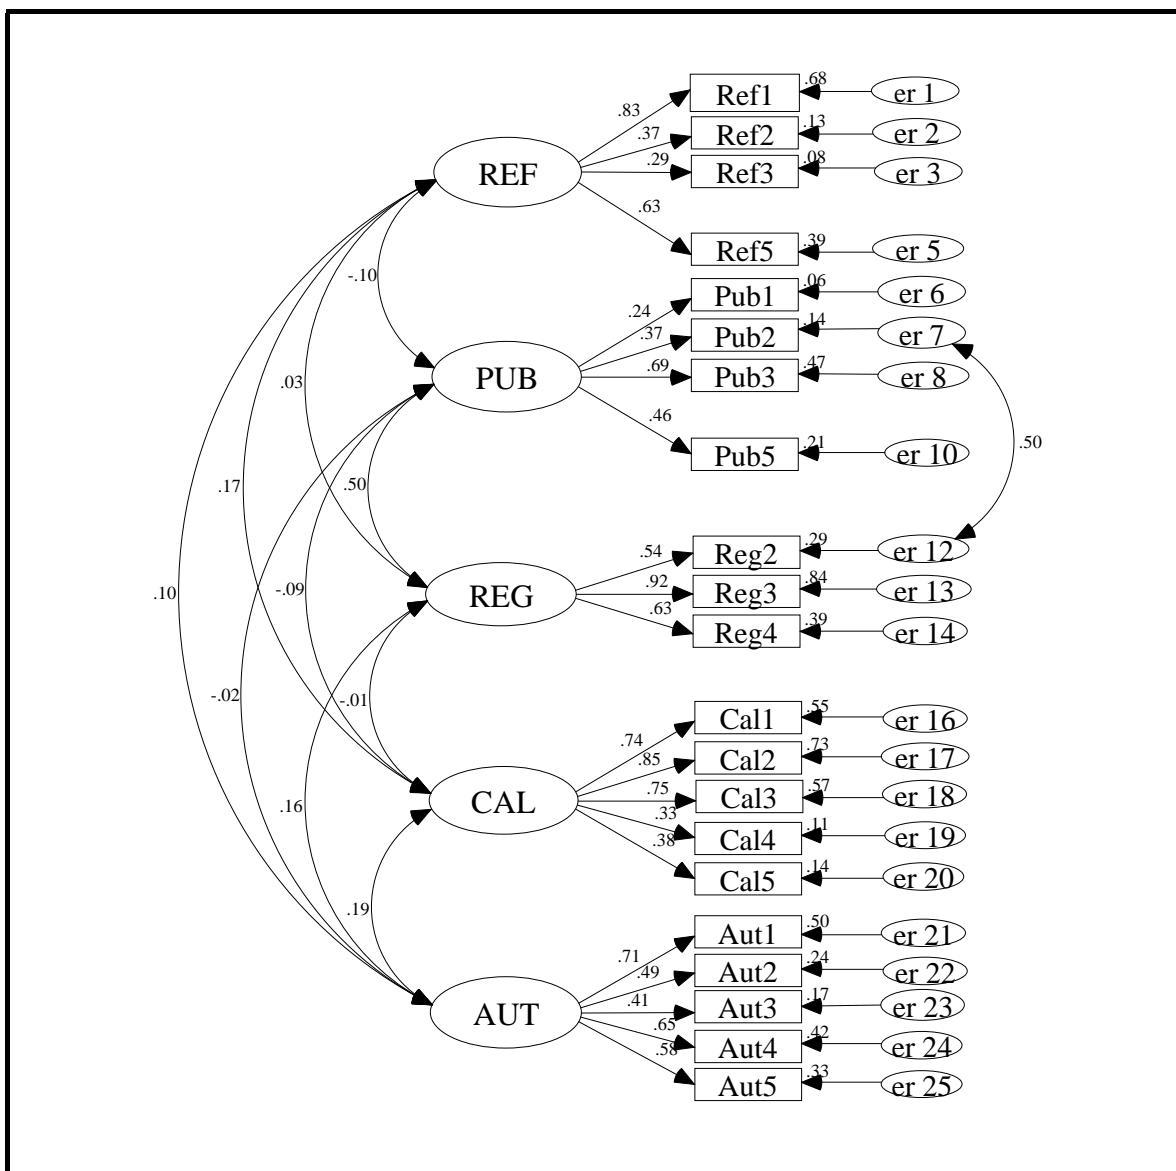 .83 Ref1 .68 er 1
.37 Ref2 .13 er 2
REF .29 Ref3 .08 er 3
.63 Ref5 .39 er 5
-.10
.24 Pub1 .06 er 6
.37 Pub2 .14 er 7
PUB .69 Pub3 .47 er 8
.03
.46 Pub5 .21 er 10
.50
.17 .50
.54 Reg2 .29 er 12
.10 -.09 REG .92 Reg3 .84 er 13
.63 Reg4 .39 er 14
-.02 -.01
.74 Cal1 .55 er 16
.85 Cal2 .73 er 17
.16 CAL .75 Cal3 .57 er 18
.33 Cal4 .11 er 19
.38 Cal5 .14 er 20
.19
.71 Aut1 .50 er 21
.49 Aut2 .24 er 22
AUT .41 Aut3 .17 er 23
.65 Aut4 .42 er 24
.58 Aut5 .33 er 25